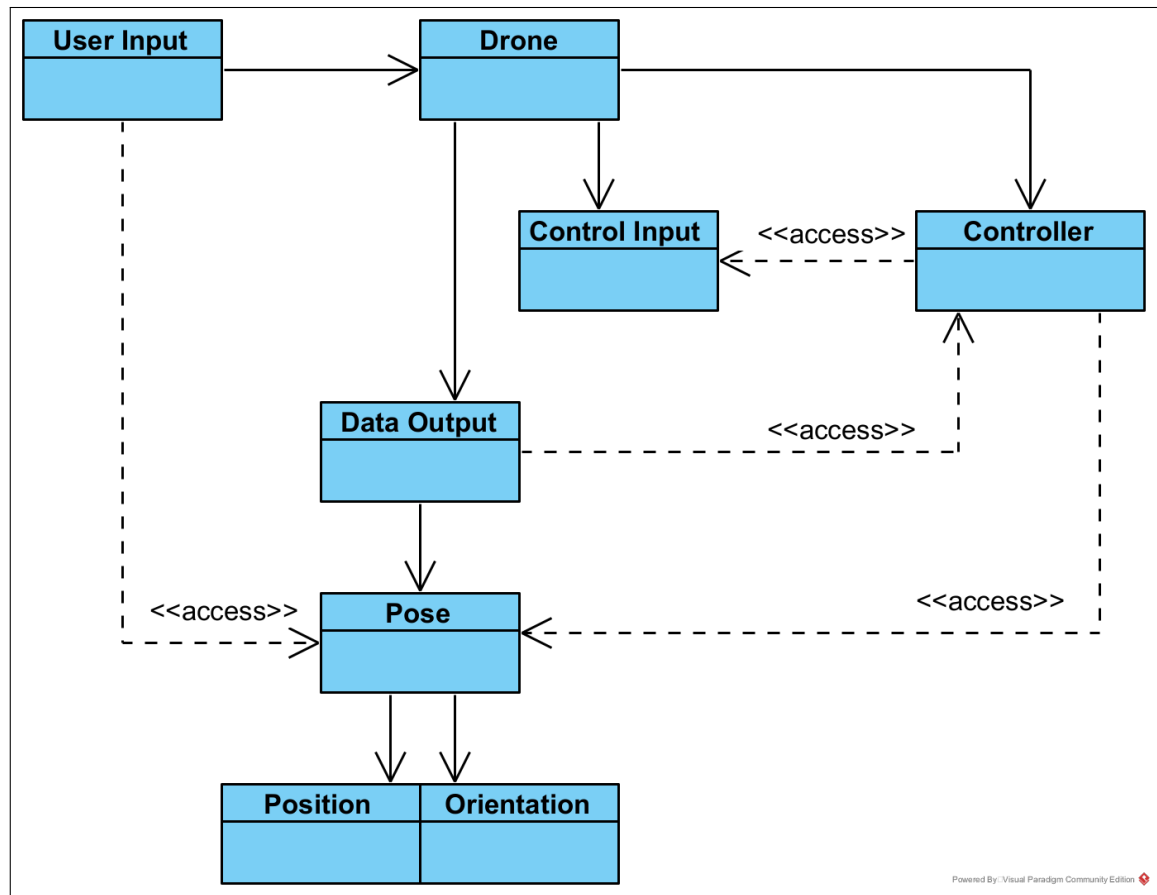 User Input
Drone
Control Input
<<access>>
Controller
Data Output
<<access>>
<<access>>
Pose
<<access>>
Position
Orientation
Powered By Visual Paradigm Community Edition